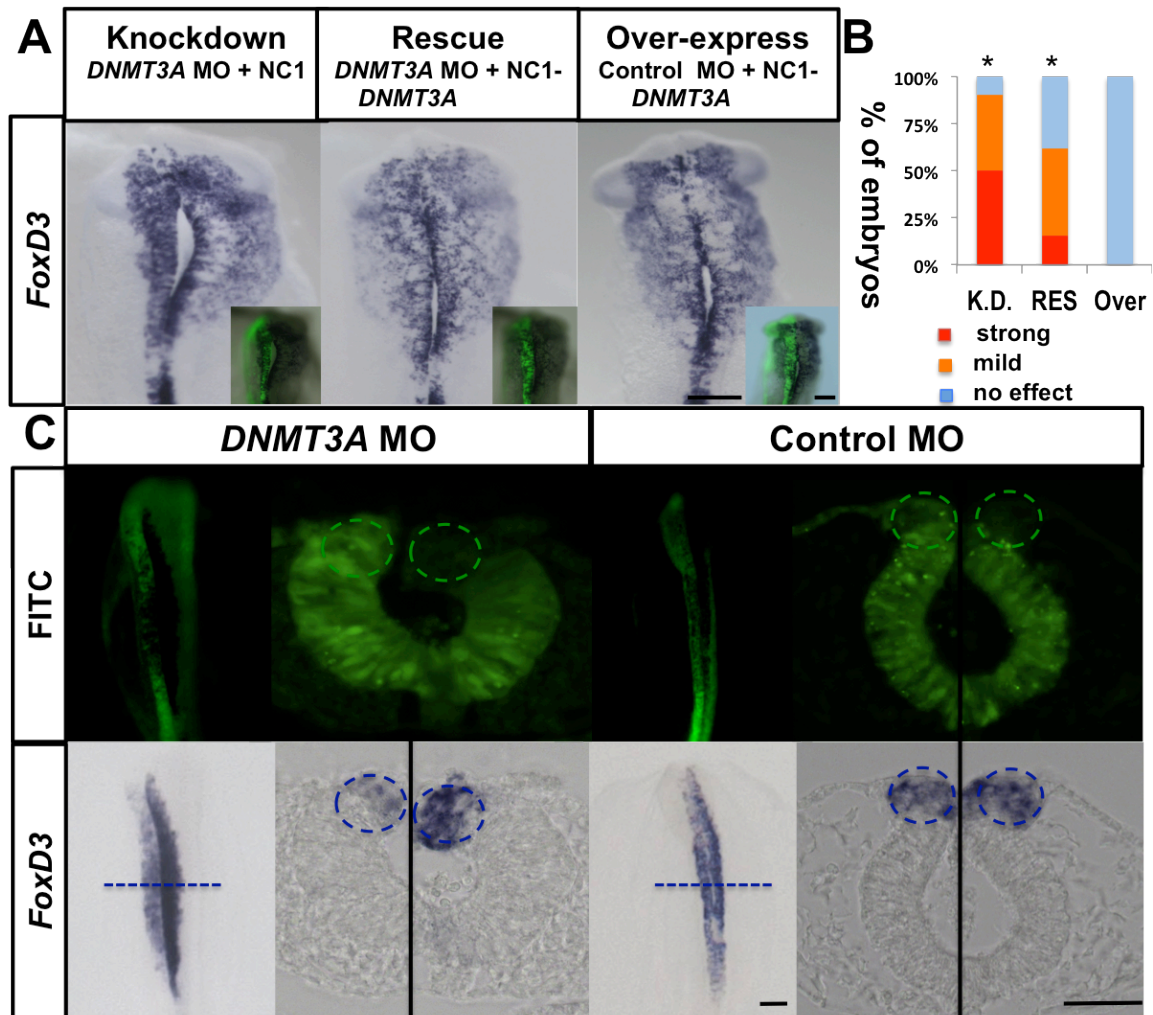 A
Knockdown
DNMT3A MO + NC1
Rescue
DNMT3A MO + NC1-
DNMT3A
Over-express
Control MO + NC1-
DNMT3A
FoxD3
B
* *
100%
75%
50%
25%
0%
% of embryos
K.D. RES Over
strong
mild
no effect
C
DNMT3A MO
Control MO
FITC
FoxD3